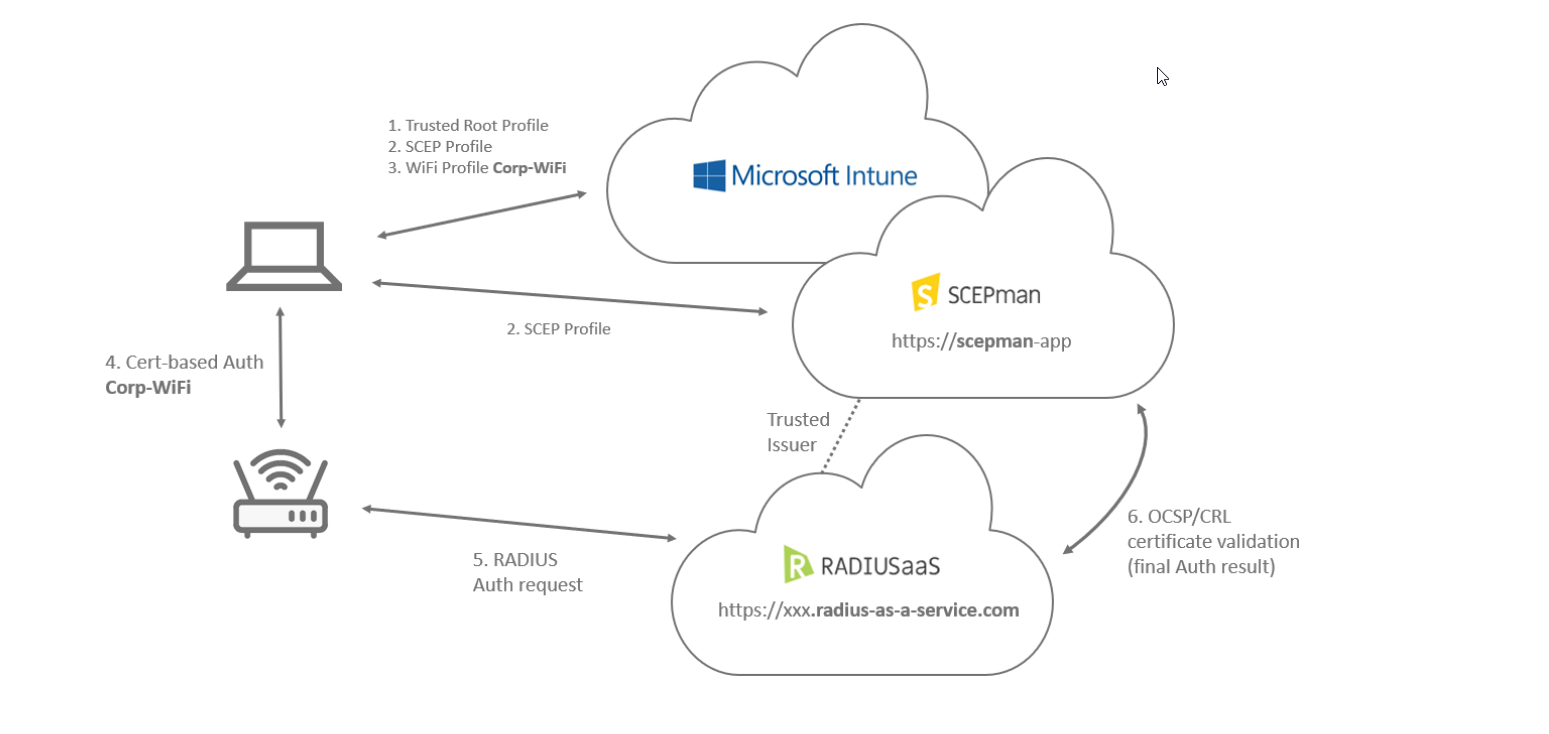 1. Trusted Root Profile
2. SCEP Profile
3. WiFi Profile Corp-WiFi
Microsoft Intune
S SCEPman
https://scepman-app
2. SCEP Profile
4. Cert-based Auth
Corp-WiFi
Trusted
Issuer
5. RADIUS
Auth request
R RADIUSaaS
https://xxx.radius-as-a-service.com
6. OCSP/CRL
certificate validation
(final Auth result)